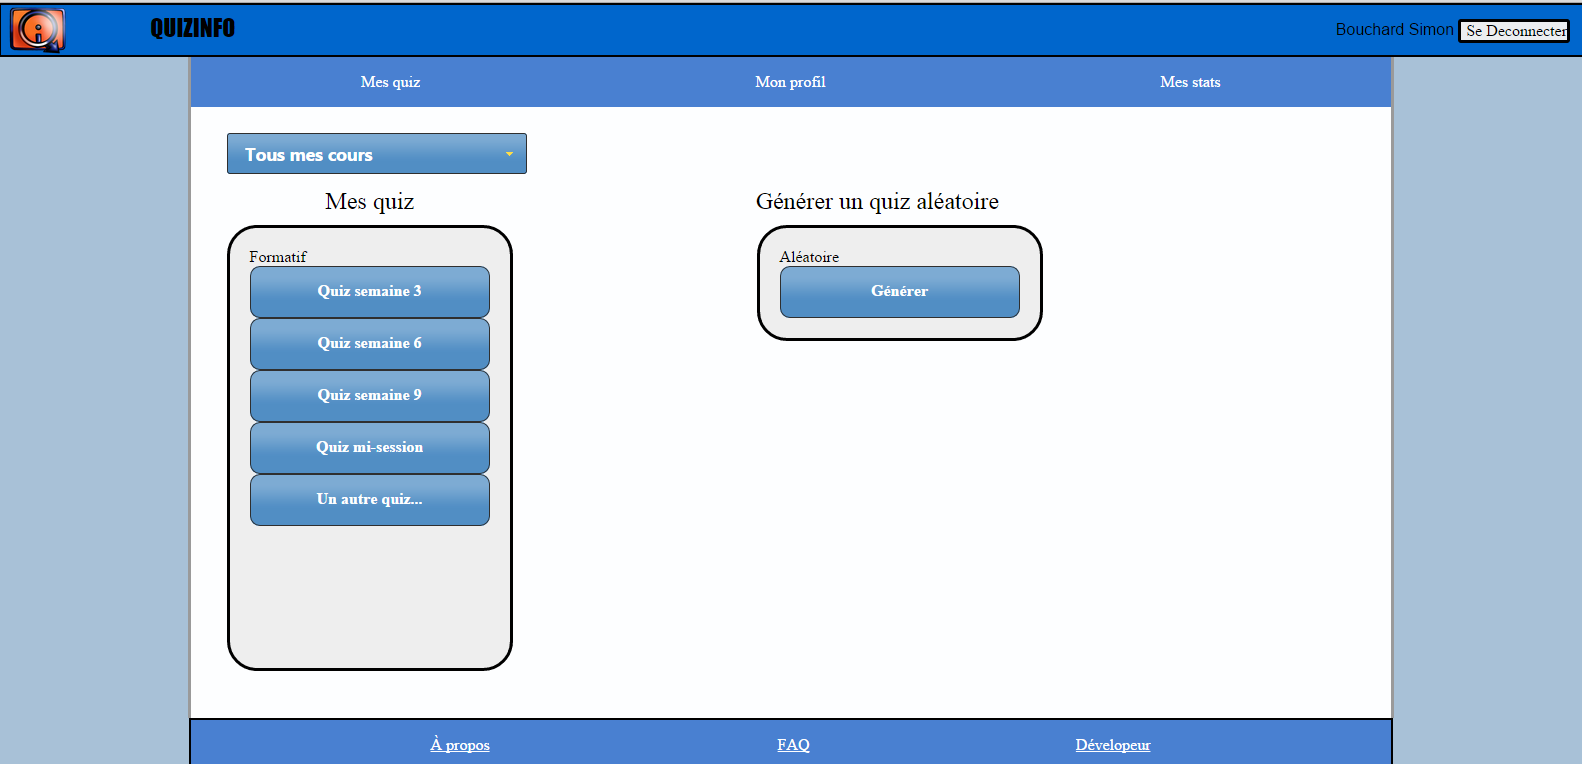 QUIZINFO
Bouchard Simon Se Deconnecter
Mes quiz Mon profil Mes stats
Tous mes cours
Mes quiz
Formatif
Quiz semaine 3
Quiz semaine 6
Quiz semaine 9
Quiz mi-session
Un autre quiz...
Générer un quiz aléatoire
Aléatoire
Générer
À propos FAQ Dévelopeur